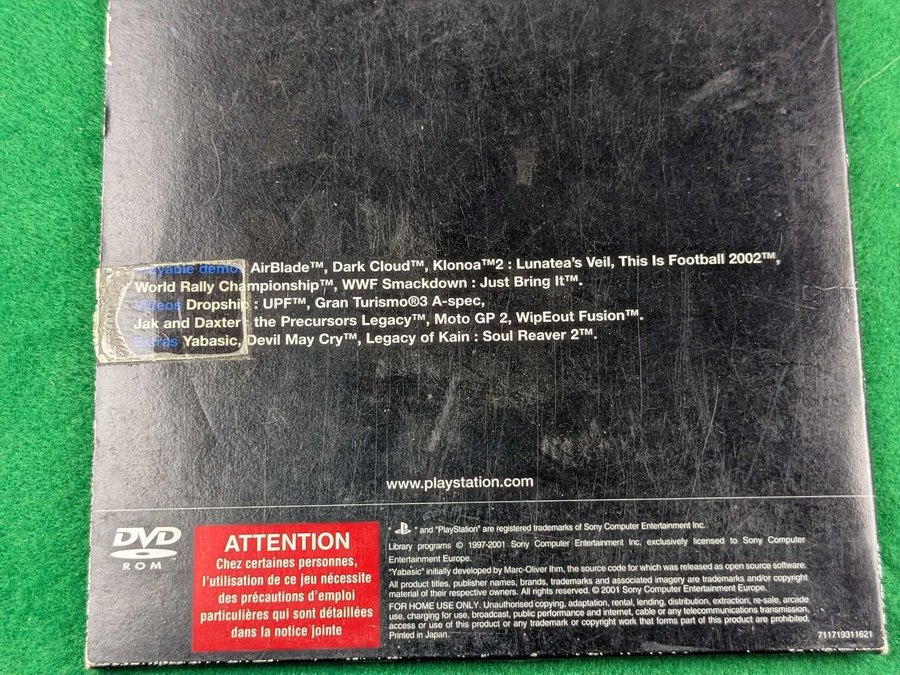 Playable demos AirBlade™, Dark Cloud™, Klonoa™2 : Lunatea's Veil, This Is Football 2002™,
World Rally Championship™, WWF Smackdown : Just Bring It™.
Videos Dropship : UPF™, Gran Turismo®3 A-spec,
Jak and Daxter : the Precursors Legacy™, Moto GP 2, WipEout Fusion™.
Extras Yabasic, Devil May Cry™, Legacy of Kain : Soul Reaver 2™.
www.playstation.com
DVD
ROM
ATTENTION
Chez certaines personnes,
l'utilisation de ce jeu nécessite
des précautions d'emploi
particulières qui sont détaillées
dans la notice jointe
" and "PlayStation" are registered trademarks of Sony Computer Entertainment Inc.
Library programs © 1997-2001 Sony Computer Entertainment Inc. exclusively licensed to Sony Computer
Entertainment Europe.
"Yabasic" initially developed by Marc-Oliver Ihm, the source code for which was released as open source software.
All product titles, publisher names, brands, trademarks and associated imagery are trademarks and/or copyright
material of their respective owners. All rights reserved. © 2001 Sony Computer Entertainment Europe.
FOR HOME USE ONLY. Unauthorised copying, adaptation, rental, lending, distribution, extraction, re-sale, arcade
use, charging for use, broadcast, public performance and internet, cable or any telecommunications transmission,
access or use of this product or any trademark or copyright work that forms part of this product are prohibited.
Printed in Japan.
711719311621